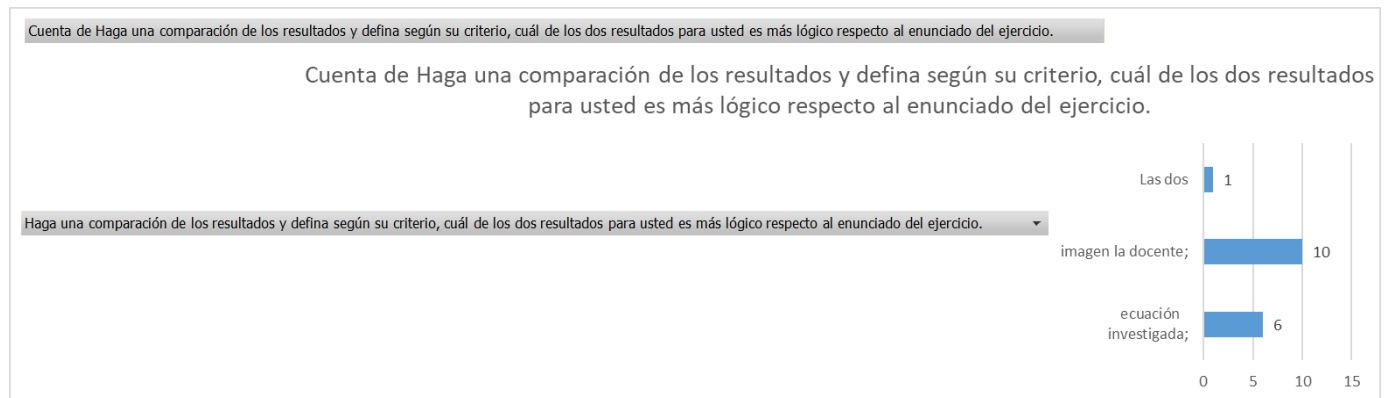 Cuenta de Haga una comparación de los resultados y defina según su criterio, cuál de los dos resultados para usted es más lógico respecto al enunciado del ejercicio.
Cuenta de Haga una comparación de los resultados y defina según su criterio, cuál de los dos resultados
para usted es más lógico respecto al enunciado del ejercicio.
Las dos
1
Haga una comparación de los resultados y defina según su criterio, cuál de los dos resultados para usted es más lógico respecto al enunciado del ejercicio.
imagen la docente;
10
ecuación
investigada;
6
0 5 10 15